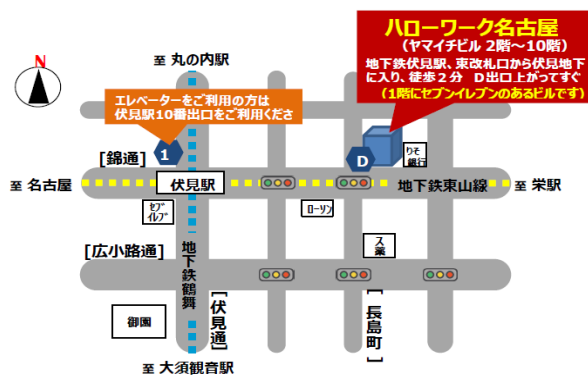 ハローワーク名古屋
(ヤマイチビル 2階～10階)
地下鉄伏見駅、東改札口から伏見地下
に入り、徒歩２分　D出口上がってすぐ
(１階にセブンイレブンのあるビルです)
N
至 丸の内駅
エレベーターをご利用の方は
伏見駅10番出口をご利用くださ
[錦通]
1
D
りそ
銀行
至 名古屋
伏見駅
地下鉄東山線
至 栄駅
ｾﾌﾞ
ｲﾚﾌﾞ
ﾛｰｿﾝ
[広小路通]
地下鉄鶴舞
ス
薬
御園
[伏見通]
[長島町]
至 大須観音駅